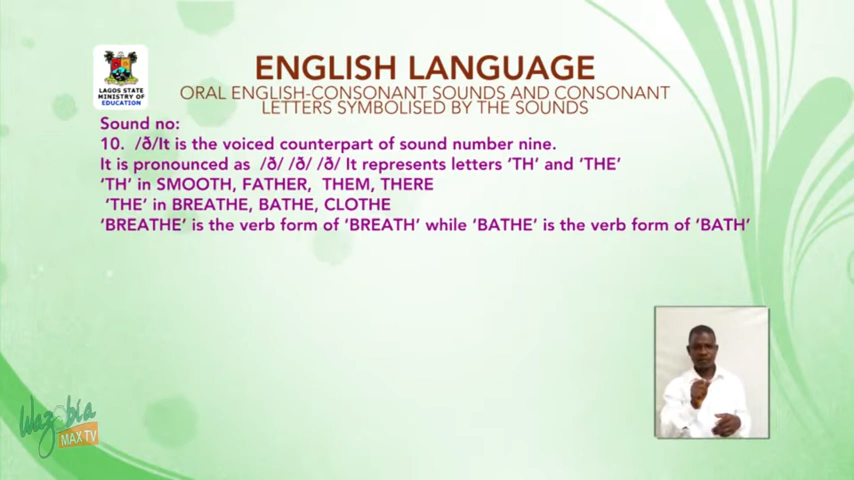 LAGOS STATE
MINISTRY OF
EDUCATION
ENGLISH LANGUAGE
ORAL ENGLISH-CONSONANT SOUNDS AND CONSONANT
LETTERS SYMBOLISED BY THE SOUNDS
Sound no:
10. /ð/It is the voiced counterpart of sound number nine.
It is pronounced as /ð/ /ð/ /ð/ It represents letters ‘TH’ and ‘THE’
‘TH’ in SMOOTH, FATHER, THEM, THERE
‘THE’ in BREATHE, BATHE, CLOTHE
‘BREATHE’ is the verb form of ‘BREATH’ while ‘BATHE’ is the verb form of ‘BATH’
Wazobia
MAX TV